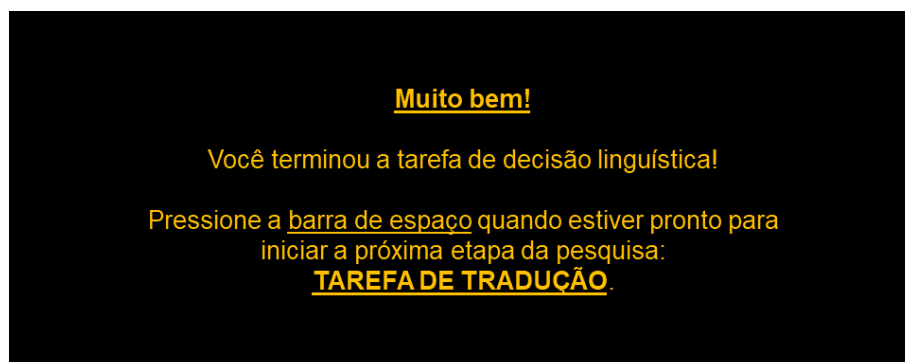 Muito bem!
Você terminou a tarefa de decisão linguística!
Pressione a barra de espaço quando estiver pronto para
iniciar a próxima etapa da pesquisa:
TAREFA DE TRADUÇÃO.